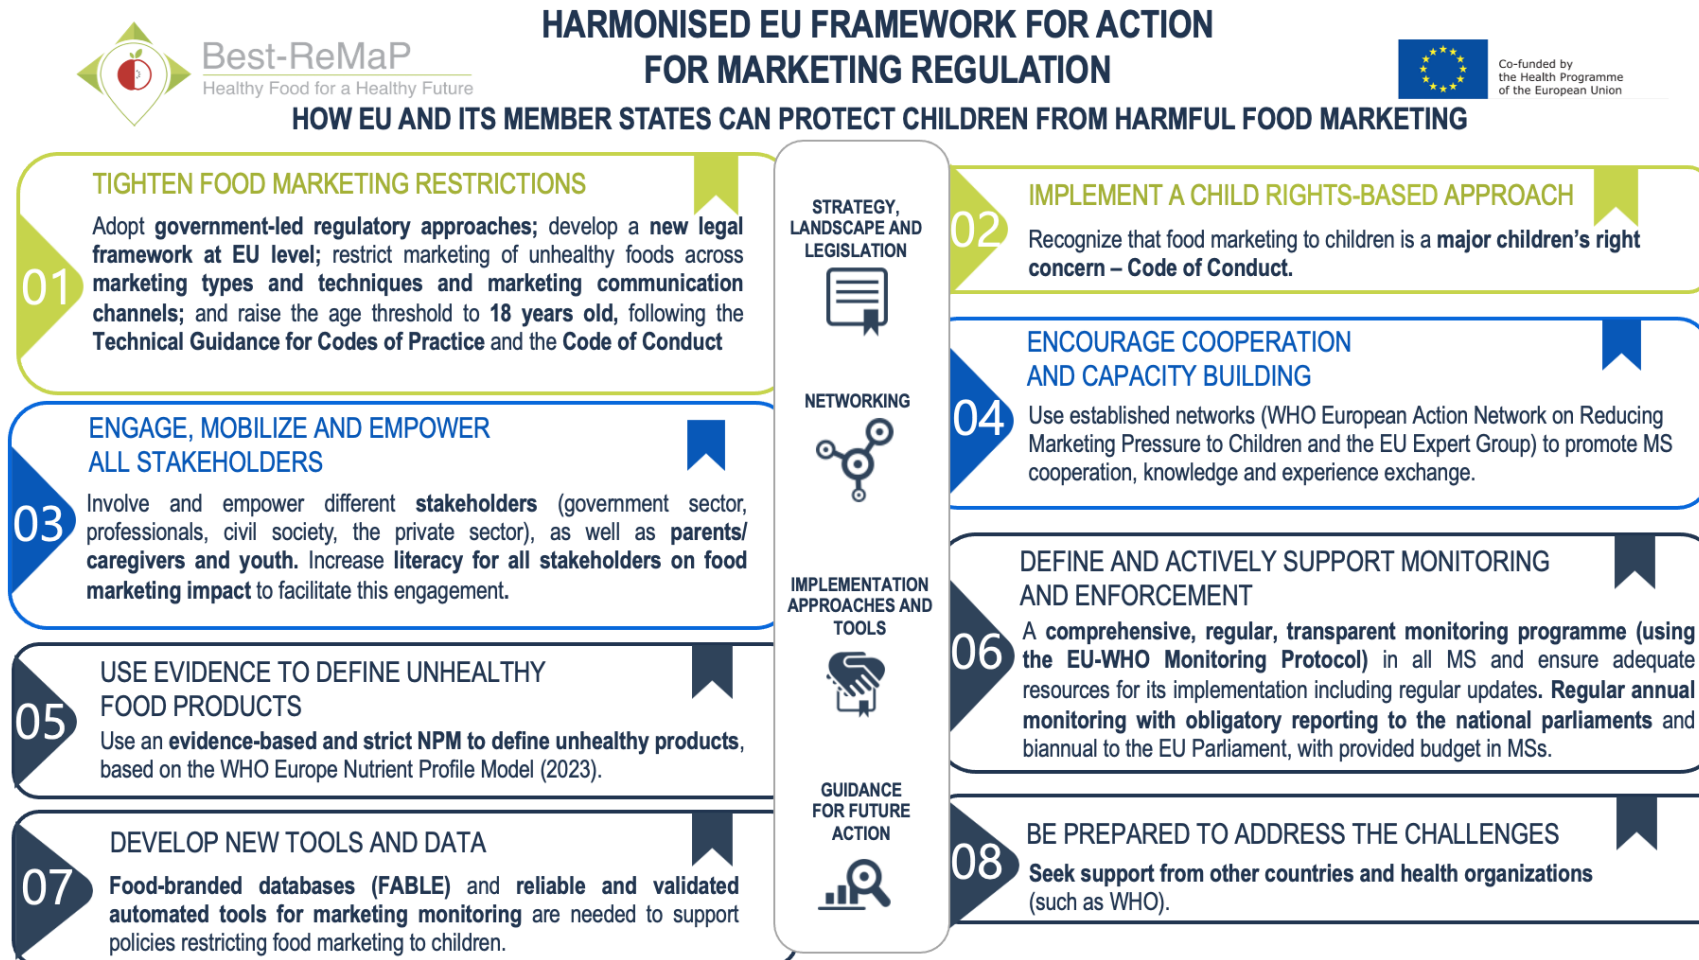 HARMONISED EU FRAMEWORK FOR ACTION
FOR MARKETING REGULATION
Best-ReMaP
Healthy Food for a Healthy Future
Co-funded by
the Health Programme
of the European Union
HOW EU AND ITS MEMBER STATES CAN PROTECT CHILDREN FROM HARMFUL FOOD MARKETING
01
TIGHTEN FOOD MARKETING RESTRICTIONS
Adopt government-led regulatory approaches; develop a new legal
framework at EU level; restrict marketing of unhealthy foods across
marketing types and techniques and marketing communication
channels; and raise the age threshold to 18 years old, following the
Technical Guidance for Codes of Practice and the Code of Conduct
STRATEGY,
LANDSCAPE AND
LEGISLATION
02
IMPLEMENT A CHILD RIGHTS-BASED APPROACH
Recognize that food marketing to children is a major children's right
concern – Code of Conduct.
03
ENGAGE, MOBILIZE AND EMPOWER
ALL STAKEHOLDERS
Involve and empower different stakeholders (government sector,
professionals, civil society, the private sector), as well as parents/
caregivers and youth. Increase literacy for all stakeholders on food
marketing impact to facilitate this engagement.
NETWORKING
04
ENCOURAGE COOPERATION
AND CAPACITY BUILDING
Use established networks (WHO European Action Network on Reducing
Marketing Pressure to Children and the EU Expert Group) to promote MS
cooperation, knowledge and experience exchange.
05
USE EVIDENCE TO DEFINE UNHEALTHY
FOOD PRODUCTS
Use an evidence-based and strict NPM to define unhealthy products,
based on the WHO Europe Nutrient Profile Model (2023).
IMPLEMENTATION
APPROACHES AND
TOOLS
06
DEFINE AND ACTIVELY SUPPORT MONITORING
AND ENFORCEMENT
A comprehensive, regular, transparent monitoring programme (using
the EU-WHO Monitoring Protocol) in all MS and ensure adequate
resources for its implementation including regular updates. Regular annual
monitoring with obligatory reporting to the national parliaments and
biannual to the EU Parliament, with provided budget in MSs.
07
DEVELOP NEW TOOLS AND DATA
Food-branded databases (FABLE) and reliable and validated
automated tools for marketing monitoring are needed to support
policies restricting food marketing to children.
GUIDANCE
FOR FUTURE
ACTION
08
BE PREPARED TO ADDRESS THE CHALLENGES
Seek support from other countries and health organizations
(such as WHO).